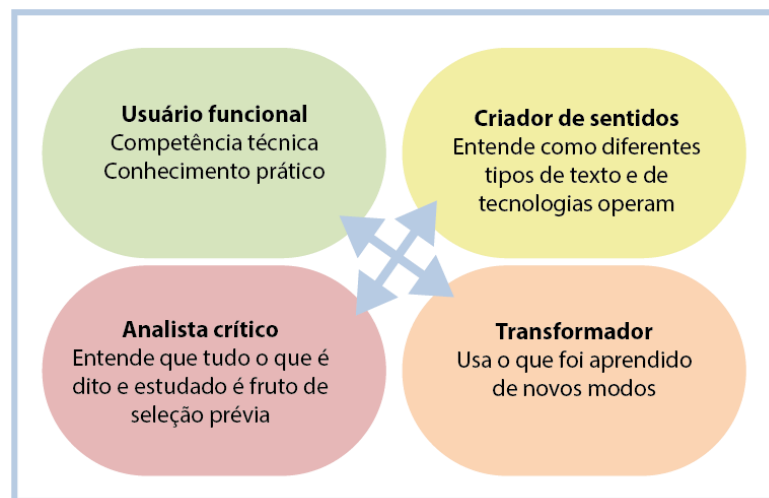 Usuário funcional
Competência técnica
Conhecimento prático
Criador de sentidos
Entende como diferentes
tipos de texto e de
tecnologias operam
Analista crítico
Entende que tudo o que é
dito e estudado é fruto de
seleção prévia
Transformador
Usa o que foi aprendido
de novos modos